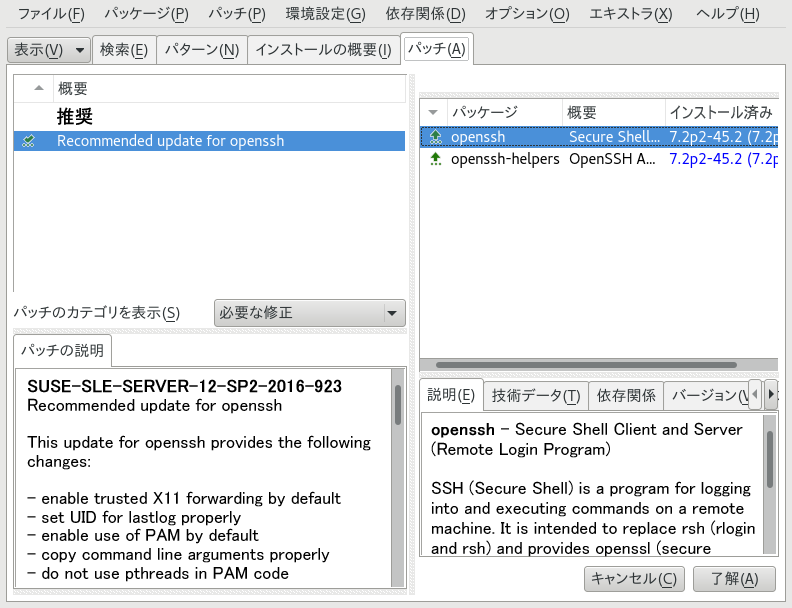 ファイル(F) パッケージ(P) パッチ(P) 環境設定(G) 依存関係(D) オプション(O) エキストラ(X) ヘルプ(H)
表示(V) 検索(E) パターン(N) インストールの概要(I) パッチ(A)
概要
推奨
Recommended update for openssh
パッチのカテゴリを表示(S) 必要な修正
パッチの説明
SUSE-SLE-SERVER-12-SP2-2016-923
Recommended update for openssh
This update for openssh provides the following
changes:
- enable trusted X11 forwarding by default
- set UID for lastlog properly
- enable use of PAM by default
- copy command line arguments properly
- do not use pthreads in PAM code
パッケージ 概要 インストール済み
openssh Secure Shell... 7.2p2-45.2 (7.2p
openssh-helpers OpenSSH A... 7.2p2-45.2 (7.2p
説明(E) 技術データ(T) 依存関係 バージョン(V
openssh - Secure Shell Client and Server
(Remote Login Program)
SSH (Secure Shell) is a program for logging
into and executing commands on a remote
machine. It is intended to replace rsh (rlogin
and rsh) and provides openssl (secure
キャンセル(C) 了解(A)